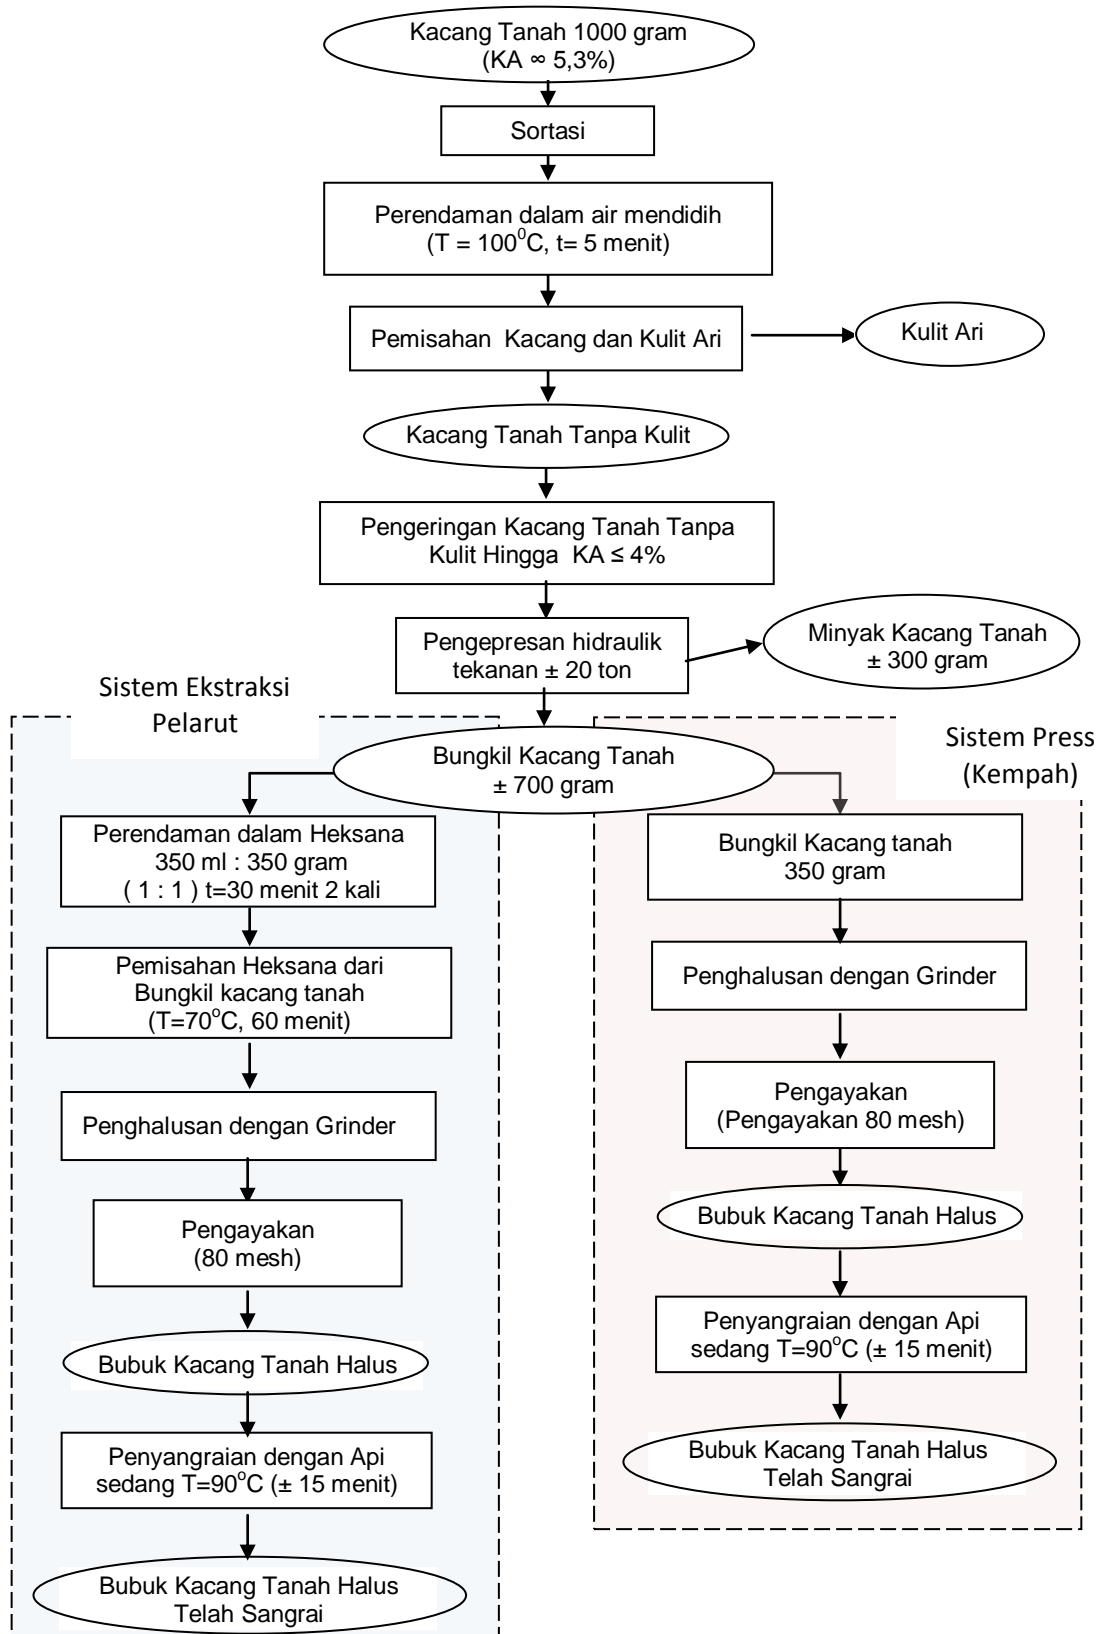 Kacang Tanah 1000 gram
(KA ∞ 5,3%)
Sortasi
Perendaman dalam air mendidih
(T = 100⁰C, t= 5 menit)
Pemisahan Kacang dan Kulit Ari
Kulit Ari
Kacang Tanah Tanpa Kulit
Pengeringan Kacang Tanah Tanpa
Kulit Hingga KA ≤ 4%
Pengepresan hidraulik
tekanan ± 20 ton
Minyak Kacang Tanah
± 300 gram
Sistem Ekstraksi
Pelarut
Bungkil Kacang Tanah
± 700 gram
Sistem Press
(Kempah)
Perendaman dalam Heksana
350 ml : 350 gram
( 1 : 1 ) t=30 menit 2 kali
Pemisahan Heksana dari
Bungkil kacang tanah
(T=70°C, 60 menit)
Penghalusan dengan Grinder
Pengayakan
(80 mesh)
Bubuk Kacang Tanah Halus
Penyangraian dengan Api
sedang T=90°C (± 15 menit)
Bubuk Kacang Tanah Halus
Telah Sangrai
Bungkil Kacang tanah
350 gram
Penghalusan dengan Grinder
Pengayakan
(Pengayakan 80 mesh)
Bubuk Kacang Tanah Halus
Penyangraian dengan Api
sedang T=90°C (± 15 menit)
Bubuk Kacang Tanah Halus
Telah Sangrai